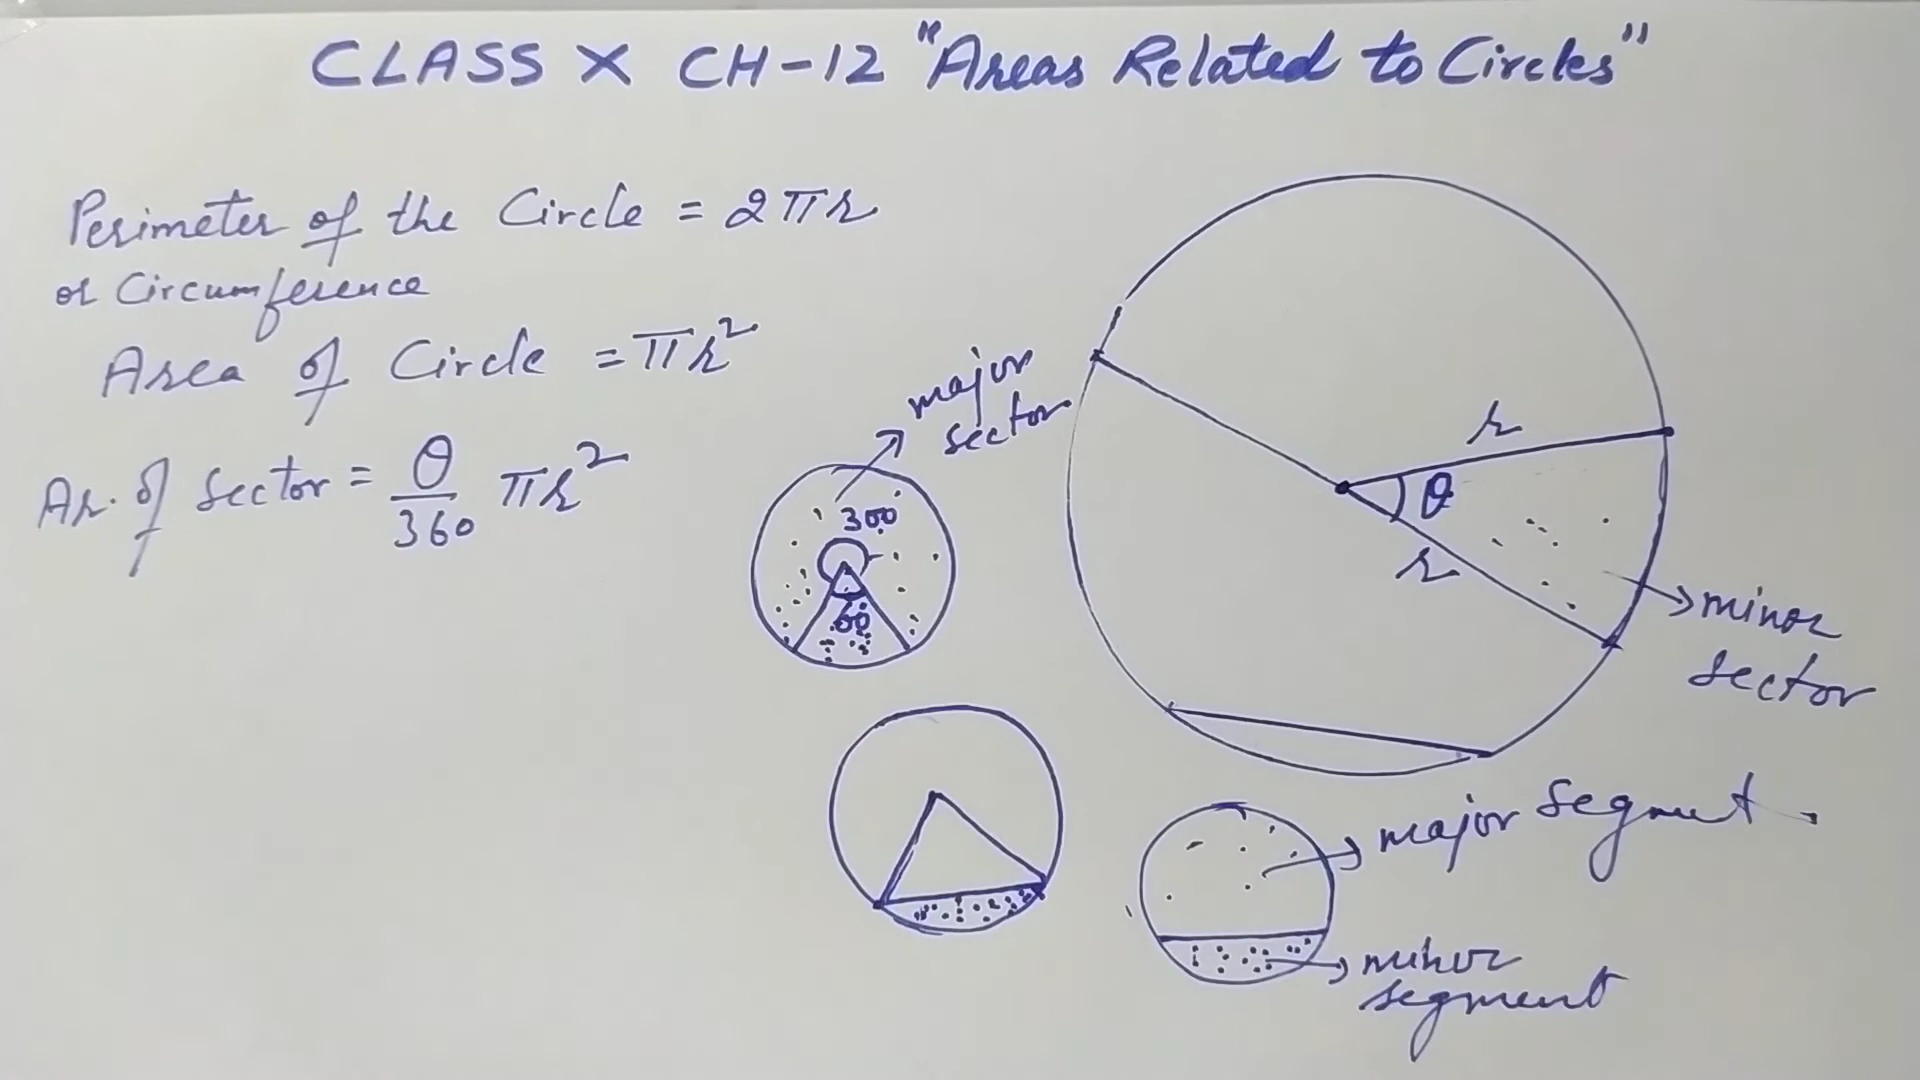 CLASS X CH-12 "Areas Related to Circles"
Perimeter of the Circle = 2πr
or Circumference
Area of Circle = πr²
Ar. of sector = θ/360 πr²
major
sector
300
60
r
θ
r
minor
sector
major segment
minor
segment